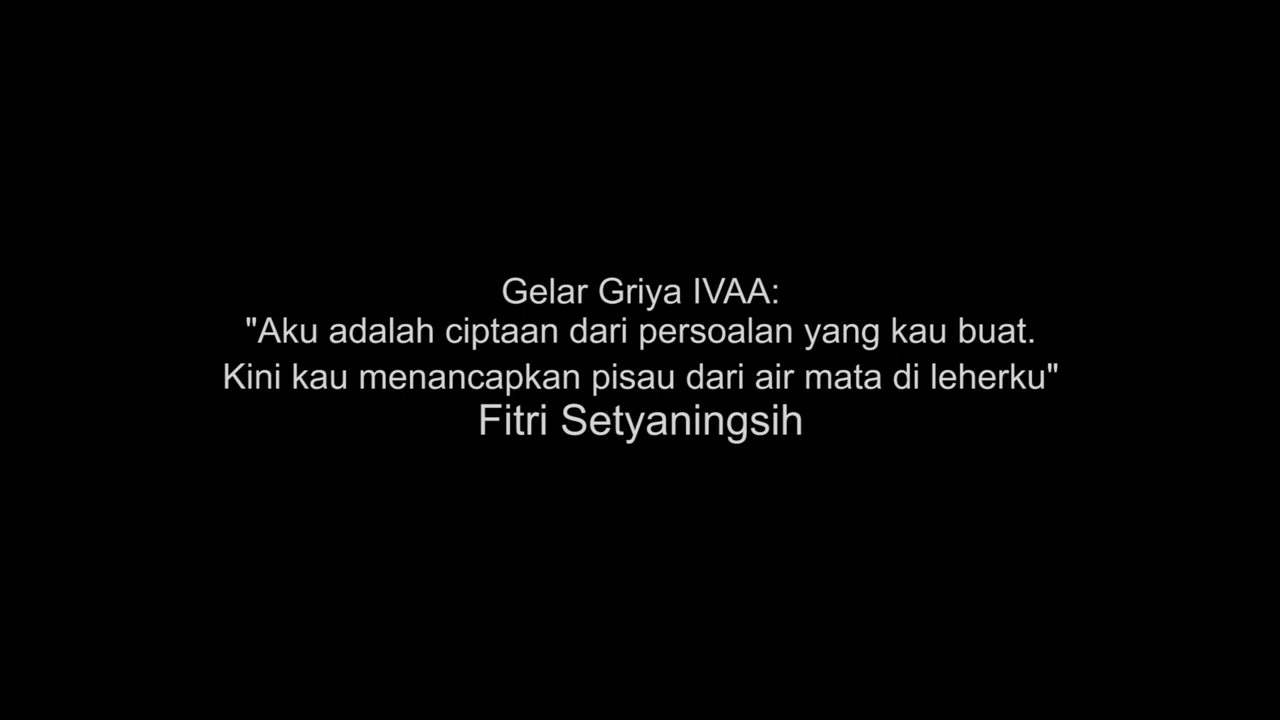 Gelar Griya IVAA:
"Aku adalah ciptaan dari persoalan yang kau buat.
Kini kau menancapkan pisau dari air mata di leherku"
Fitri Setyaningsih